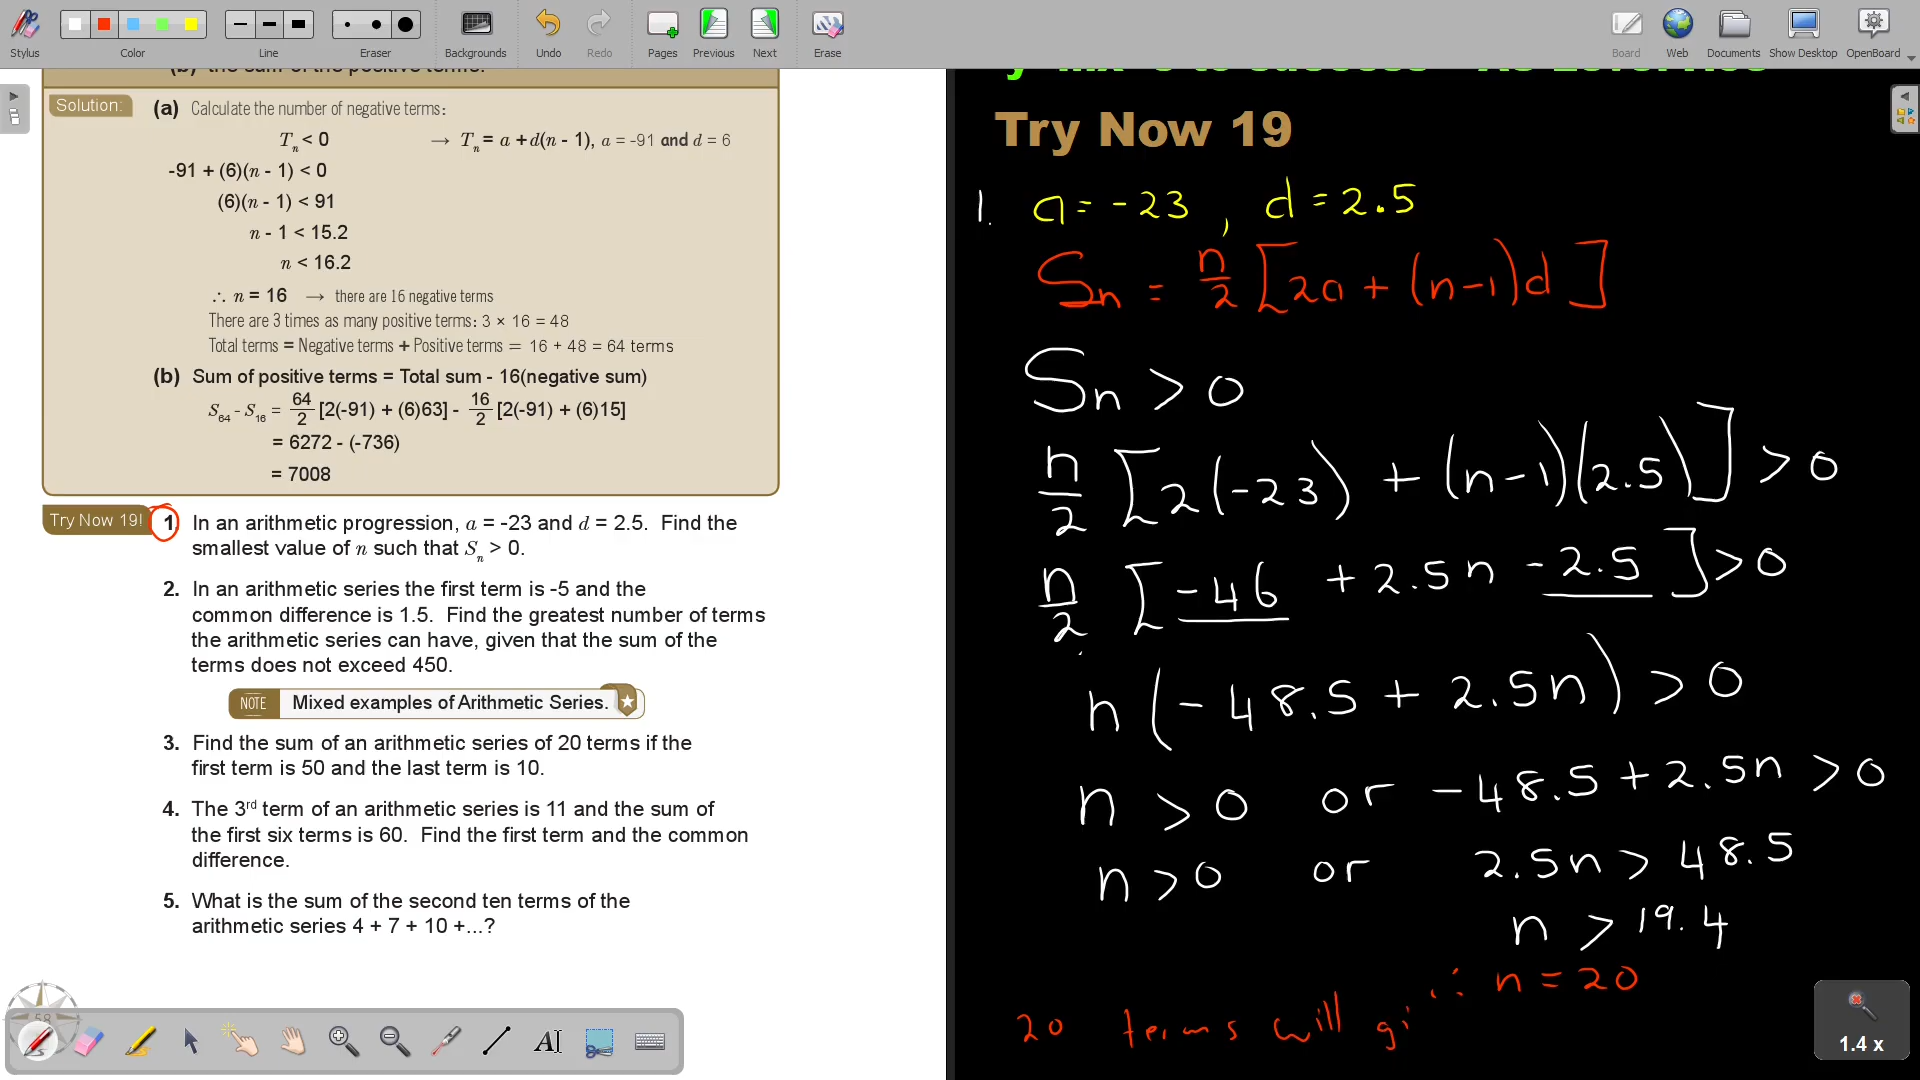 Stylus
Color
Line
Eraser
Backgrounds
Undo
Redo
Pages
Previous
Next
Erase
Board
Web
Documents
Show Desktop
OpenBoard
(b) the sum of the positive terms.
Solution:
(a) Calculate the number of negative terms:
Tₙ < 0 → Tₙ = a + d(n - 1), a = -91 and d = 6
-91 + (6)(n - 1) < 0
(6)(n - 1) < 91
n - 1 < 15.2
n < 16.2
∴ n = 16 → there are 16 negative terms
There are 3 times as many positive terms: 3 × 16 = 48
Total terms = Negative terms + Positive terms = 16 + 48 = 64 terms
(b) Sum of positive terms = Total sum - 16(negative sum)
S₆₄ - S₁₆ = 64/2 [2(-91) + (6)63] - 16/2 [2(-91) + (6)15]
= 6272 - (-736)
= 7008
Try Now 19!
1. In an arithmetic progression, a = -23 and d = 2.5. Find the
smallest value of n such that Sₙ > 0.
2. In an arithmetic series the first term is -5 and the
common difference is 1.5. Find the greatest number of terms
the arithmetic series can have, given that the sum of the
terms does not exceed 450.
NOTE Mixed examples of Arithmetic Series.
3. Find the sum of an arithmetic series of 20 terms if the
first term is 50 and the last term is 10.
4. The 3rd term of an arithmetic series is 11 and the sum of
the first six terms is 60. Find the first term and the common
difference.
5. What is the sum of the second ten terms of the
arithmetic series 4 + 7 + 10 +...?
58
Try Now 19
1. a = -23 , d = 2.5
Sn = n/2 [2a + (n-1)d]
Sn > 0
n/2 [2(-23) + (n-1)(2.5)] > 0
n/2 [-46 + 2.5n - 2.5] > 0
n(-48.5 + 2.5n) > 0
n > 0 or -48.5 + 2.5n > 0
n > 0 or 2.5n > 48.5
n > 19.4
∴ n = 20
20 terms will gi
1.4 x